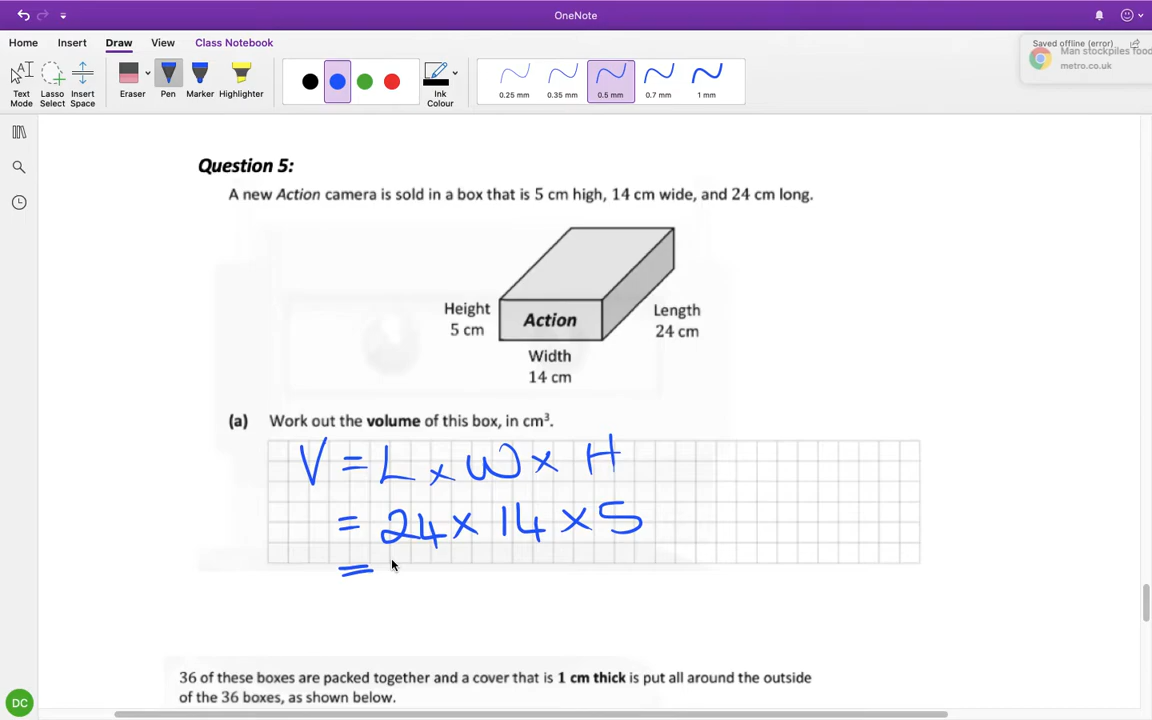 OneNote
Home Insert Draw View Class Notebook
Saved offline (error)
Man stockpiles food
metro.co.uk
Text Mode
Lasso Select
Insert Space
Eraser
Pen
Marker
Highlighter
Ink Colour
0.25 mm 0.35 mm 0.5 mm 0.7 mm 1 mm
Question 5:
A new Action camera is sold in a box that is 5 cm high, 14 cm wide, and 24 cm long.
Height
5 cm
Action
Length
24 cm
Width
14 cm
(a) Work out the volume of this box, in cm³.
V = L × W × H
= 24 × 14 × 5
=
36 of these boxes are packed together and a cover that is 1 cm thick is put all around the outside
of the 36 boxes, as shown below.
DC